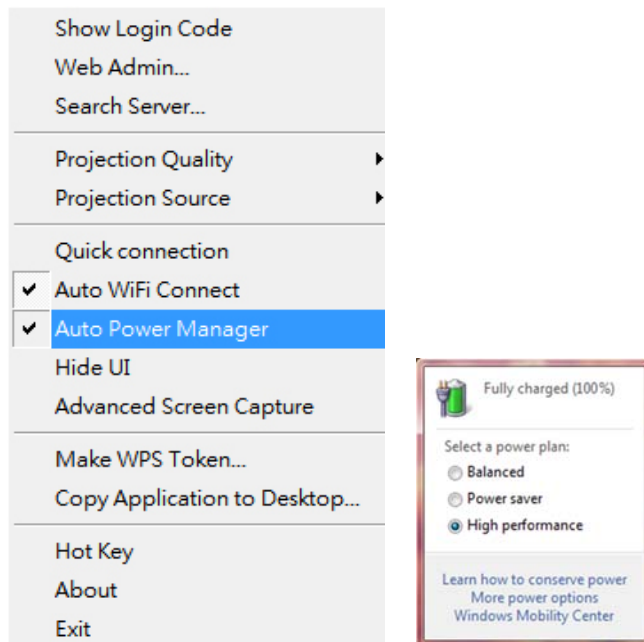 Show Login Code
Web Admin...
Search Server...
Projection Quality
Projection Source
Quick connection
Auto WiFi Connect
Auto Power Manager
Hide UI
Advanced Screen Capture
Make WPS Token...
Copy Application to Desktop...
Hot Key
About
Exit
Fully charged (100%)
Select a power plan:
Balanced
Power saver
High performance
Learn how to conserve power
More power options
Windows Mobility Center